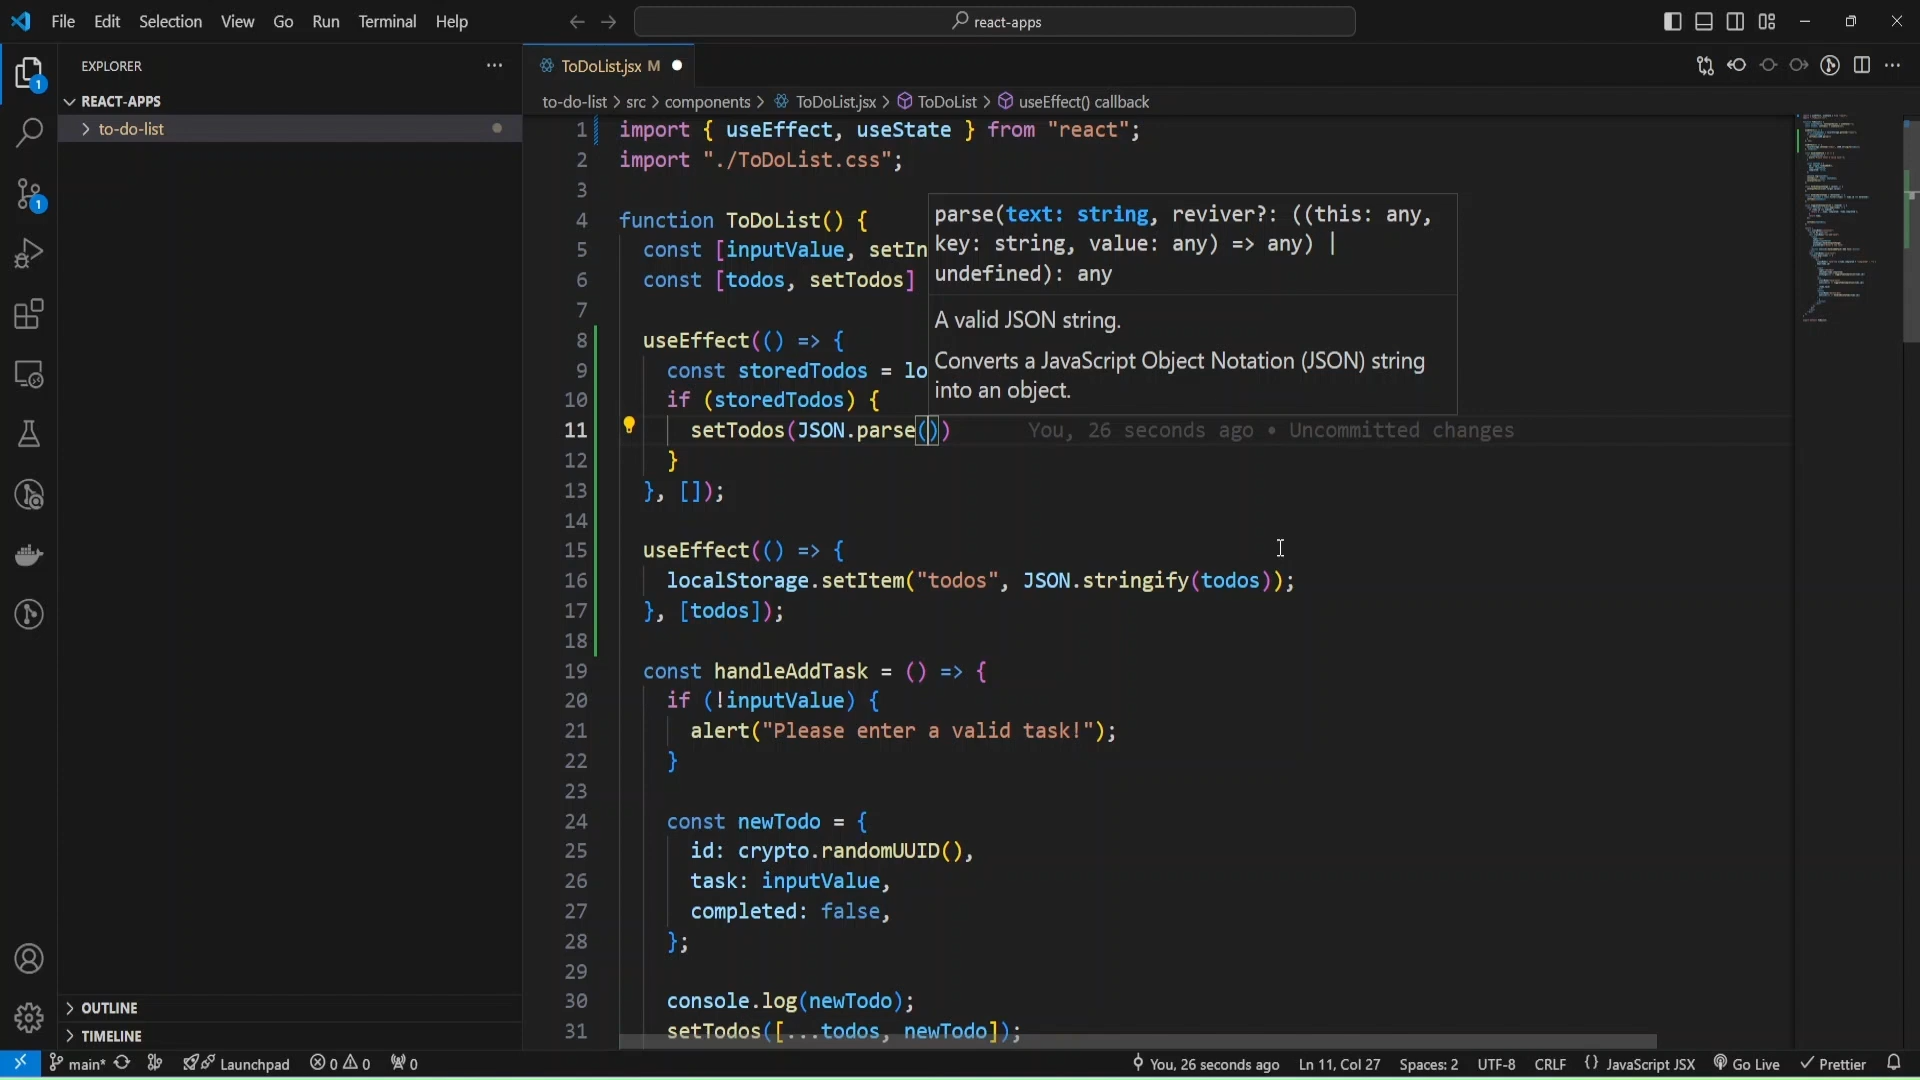 File Edit Selection View Go Run Terminal Help
react-apps
EXPLORER
REACT-APPS
to-do-list
1
1
OUTLINE
TIMELINE
ToDoList.jsx M
to-do-list > src > components > ToDoList.jsx > ToDoList > useEffect() callback
1 import { useEffect, useState } from "react";
2 import "./ToDoList.css";
3
4 function ToDoList() {
5 const [inputValue, setIn
6 const [todos, setTodos]
7
8 useEffect(() => {
9 const storedTodos = lo
10 if (storedTodos) {
11 setTodos(JSON.parse()) You, 26 seconds ago • Uncommitted changes
12 }
13 }, []);
14
15 useEffect(() => {
16 localStorage.setItem("todos", JSON.stringify(todos));
17 }, [todos]);
18
19 const handleAddTask = () => {
20 if (!inputValue) {
21 alert("Please enter a valid task!");
22 }
23
24 const newTodo = {
25 id: crypto.randomUUID(),
26 task: inputValue,
27 completed: false,
28 };
29
30 console.log(newTodo);
31 setTodos([...todos, newTodo]);
parse(text: string, reviver?: ((this: any,
key: string, value: any) => any) |
undefined): any
A valid JSON string.
Converts a JavaScript Object Notation (JSON) string
into an object.
main* Launchpad 0 0 0 You, 26 seconds ago Ln 11, Col 27 Spaces: 2 UTF-8 CRLF {} JavaScript JSX Go Live Prettier